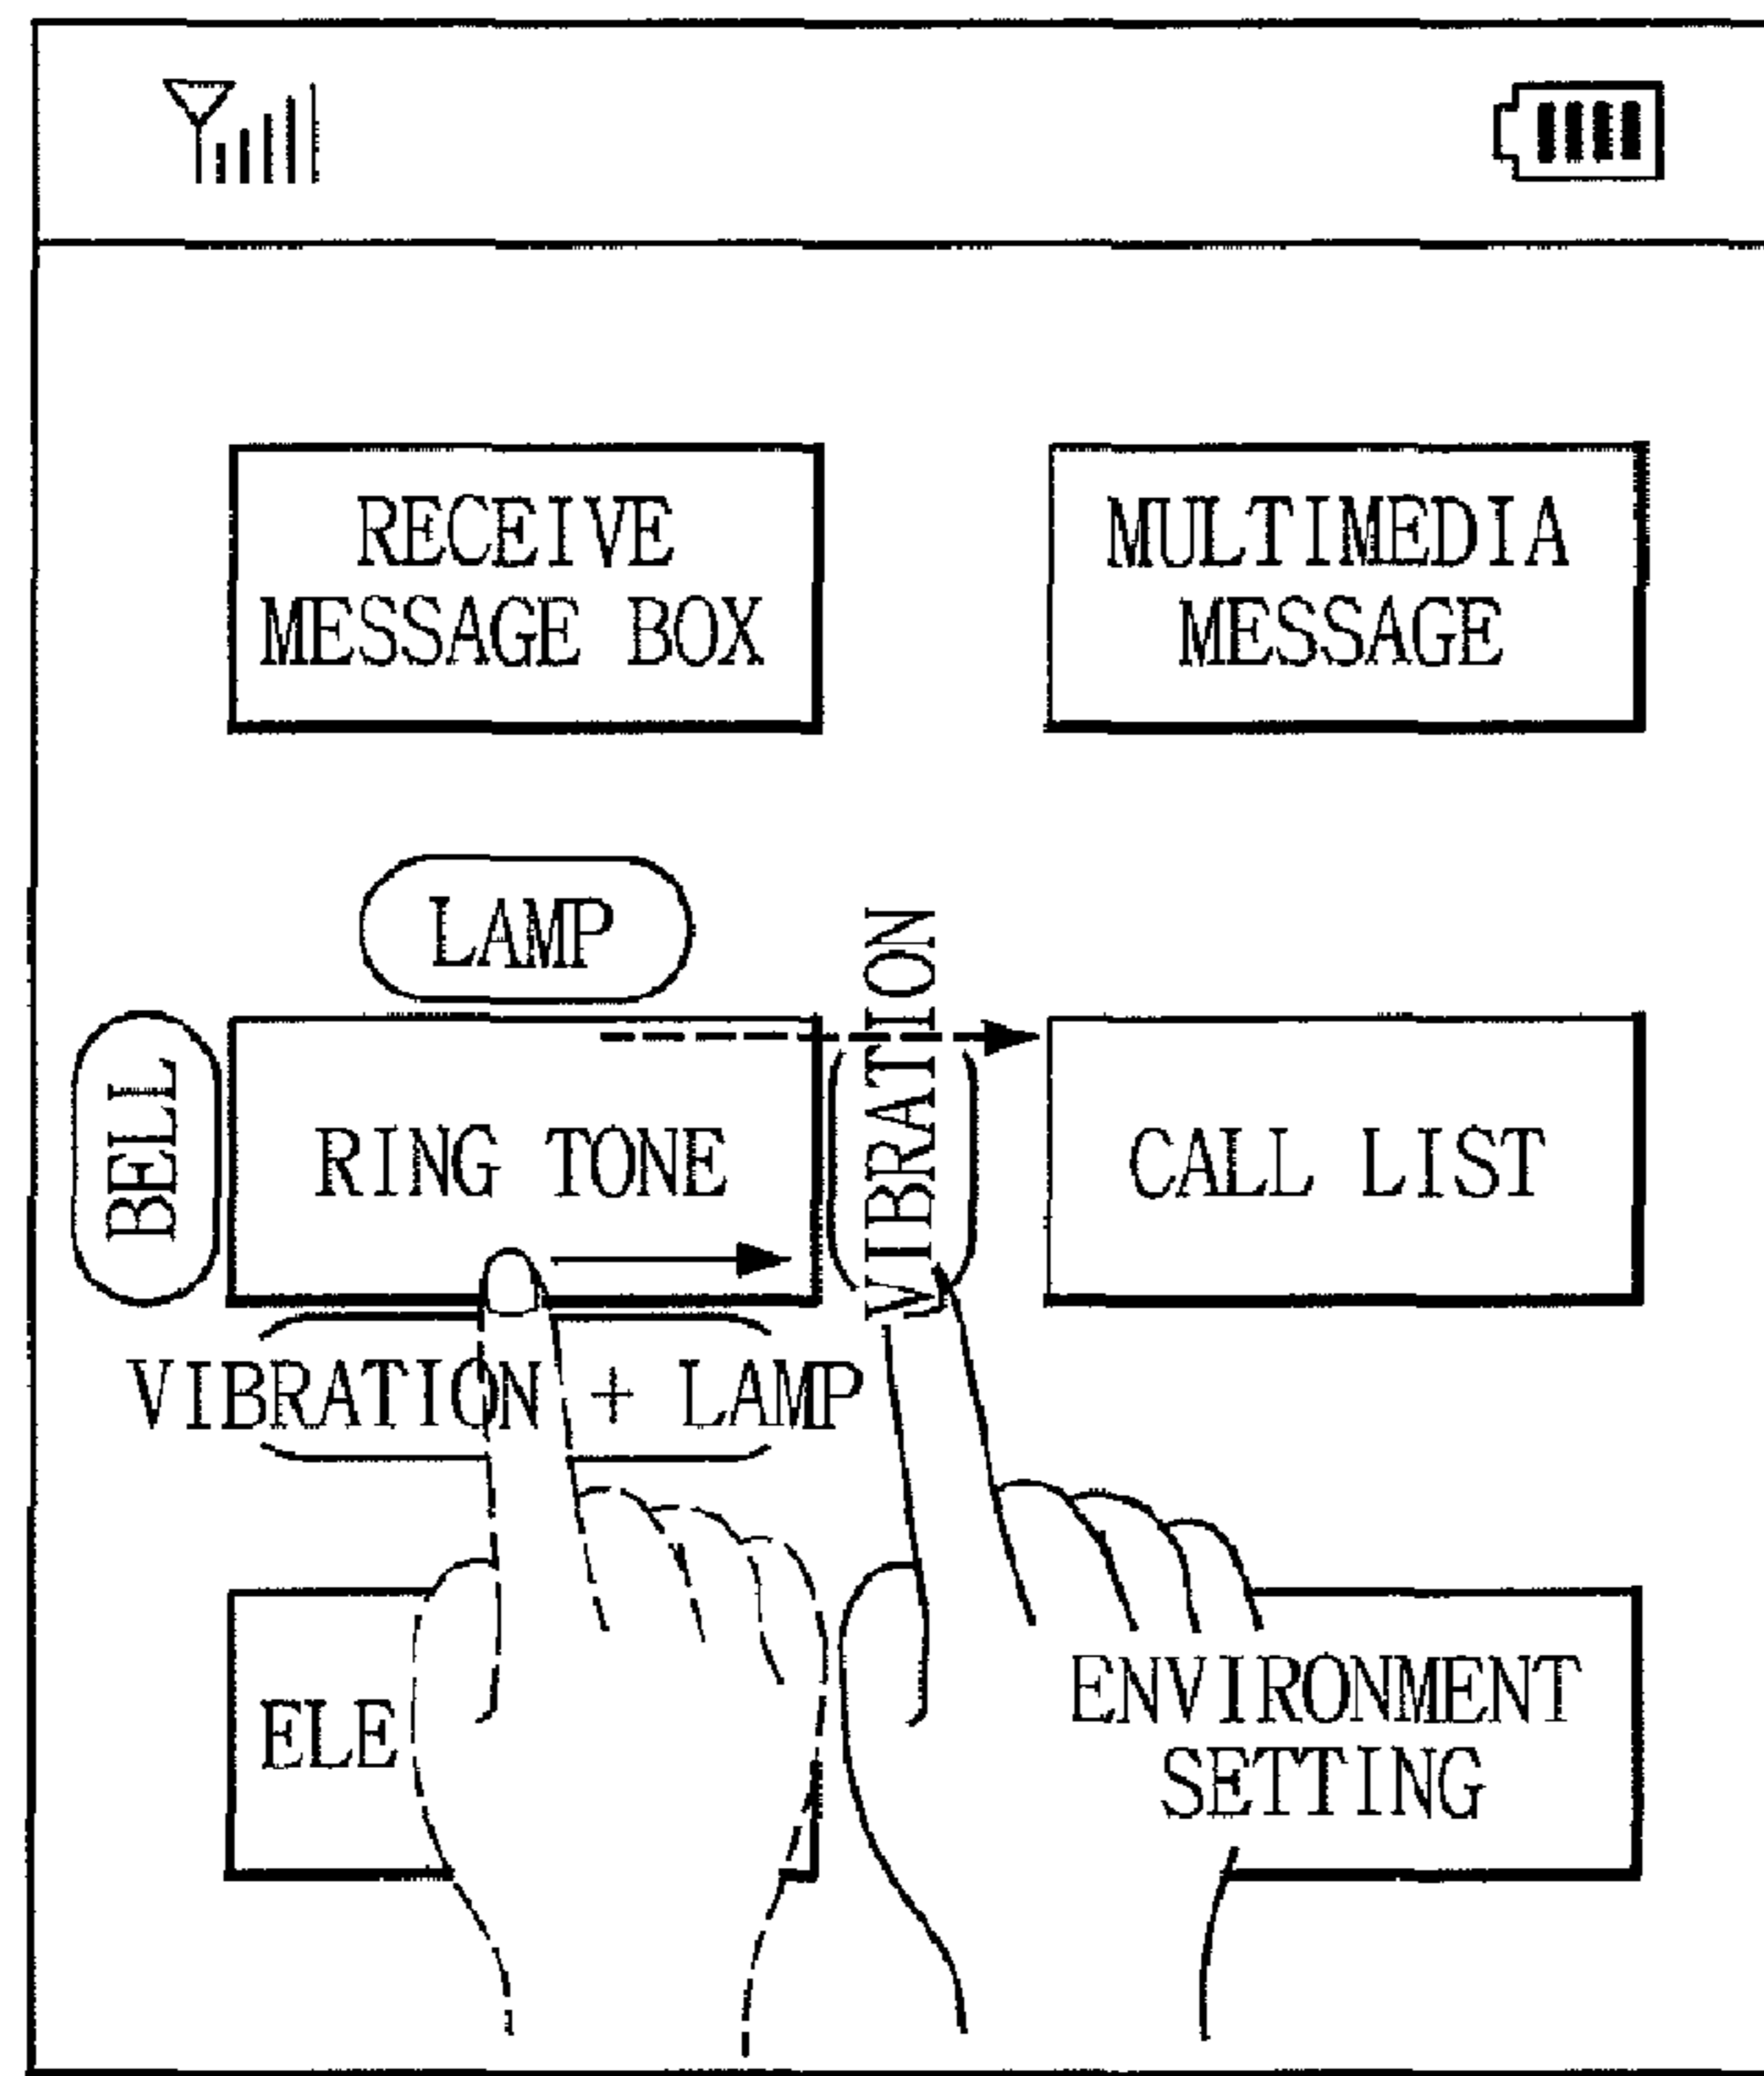 RECEIVE
MESSAGE BOX
MULTIMEDIA
MESSAGE
LAMP
BELL
RING TONE
VIBRATION
CALL LIST
VIBRATION + LAMP
ELE
ENVIRONMENT
SETTING